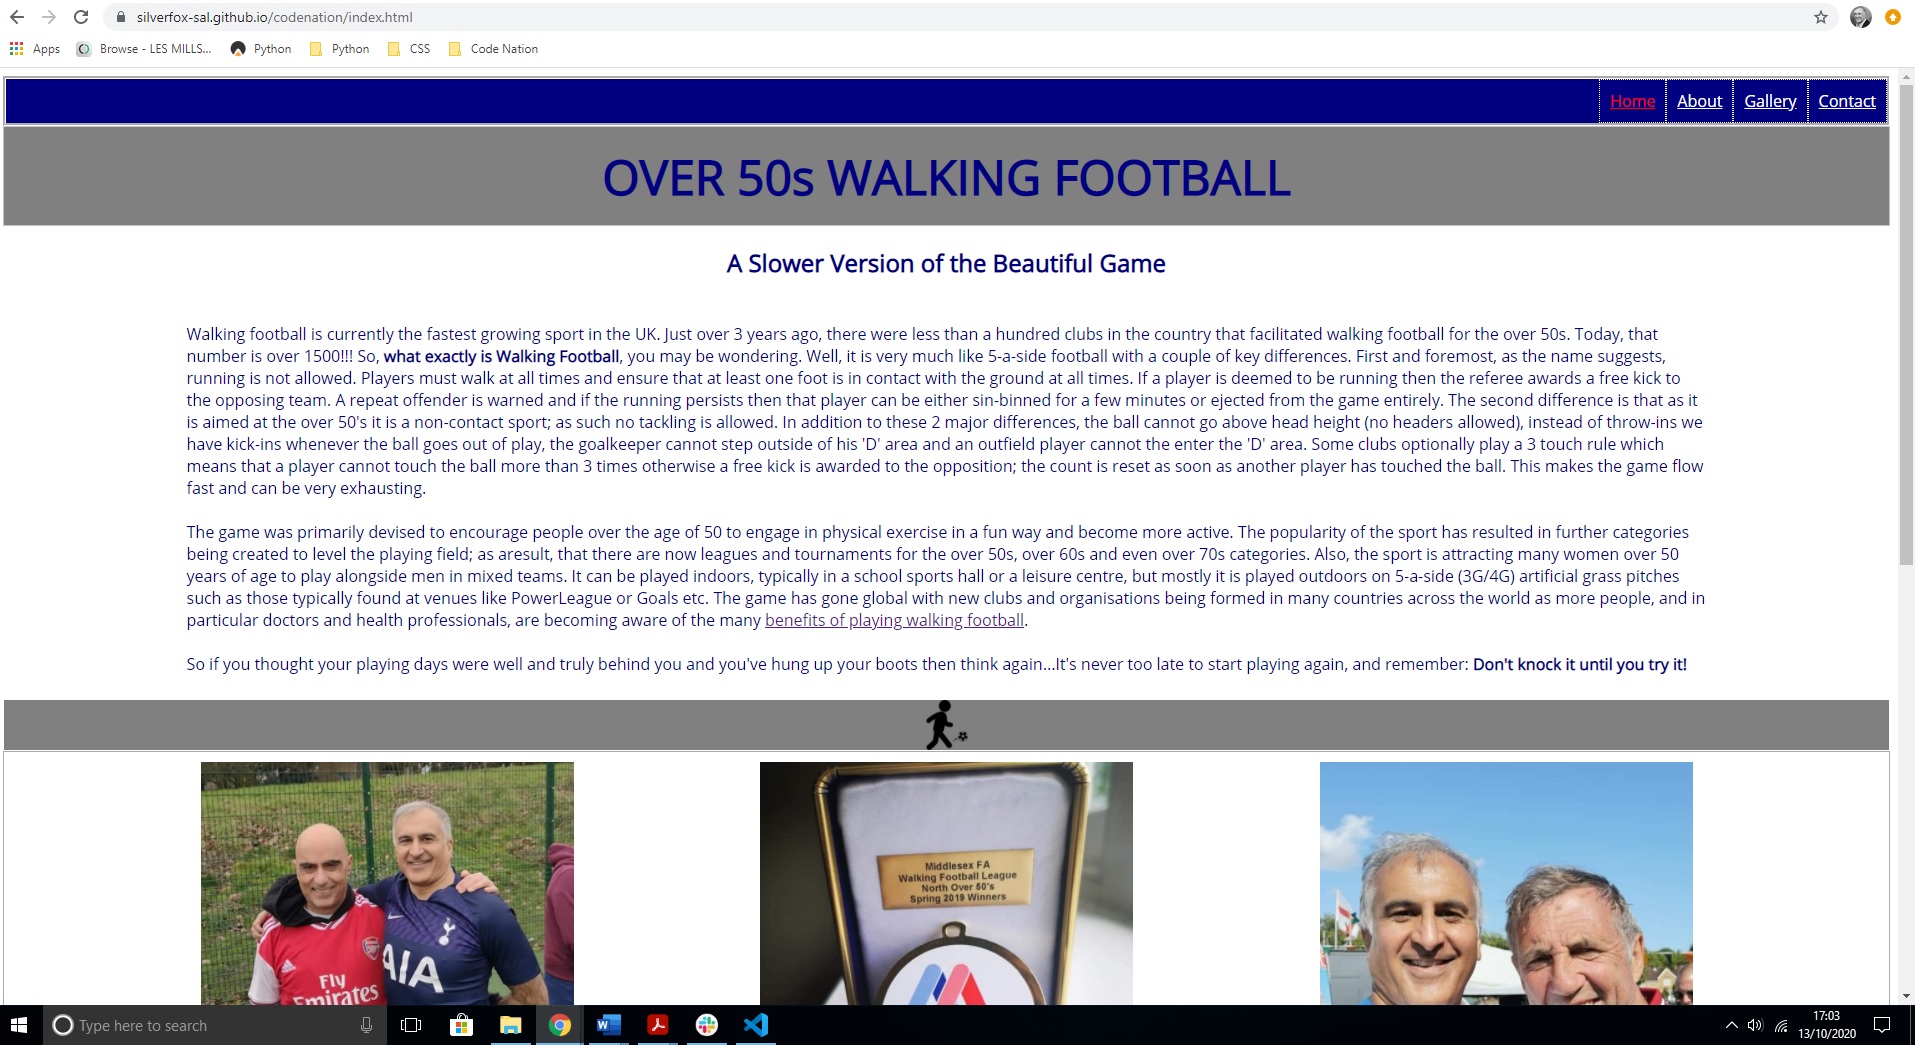 silverfox-sal.github.io/codenation/index.html
Apps
Browse - LES MILLS...
Python
Python
CSS
Code Nation
Home
About
Gallery
Contact
OVER 50s WALKING FOOTBALL
A Slower Version of the Beautiful Game
Walking football is currently the fastest growing sport in the UK. Just over 3 years ago, there were less than a hundred clubs in the country that facilitated walking football for the over 50s. Today, that
number is over 1500!!! So, what exactly is Walking Football, you may be wondering. Well, it is very much like 5-a-side football with a couple of key differences. First and foremost, as the name suggests,
running is not allowed. Players must walk at all times and ensure that at least one foot is in contact with the ground at all times. If a player is deemed to be running then the referee awards a free kick to
the opposing team. A repeat offender is warned and if the running persists then that player can be either sin-binned for a few minutes or ejected from the game entirely. The second difference is that as it
is aimed at the over 50's it is a non-contact sport; as such no tackling is allowed. In addition to these 2 major differences, the ball cannot go above head height (no headers allowed), instead of throw-ins we
have kick-ins whenever the ball goes out of play, the goalkeeper cannot step outside of his 'D' area and an outfield player cannot the enter the 'D' area. Some clubs optionally play a 3 touch rule which
means that a player cannot touch the ball more than 3 times otherwise a free kick is awarded to the opposition; the count is reset as soon as another player has touched the ball. This makes the game flow
fast and can be very exhausting.
The game was primarily devised to encourage people over the age of 50 to engage in physical exercise in a fun way and become more active. The popularity of the sport has resulted in further categories
being created to level the playing field; as aresult, that there are now leagues and tournaments for the over 50s, over 60s and even over 70s categories. Also, the sport is attracting many women over 50
years of age to play alongside men in mixed teams. It can be played indoors, typically in a school sports hall or a leisure centre, but mostly it is played outdoors on 5-a-side (3G/4G) artificial grass pitches
such as those typically found at venues like PowerLeague or Goals etc. The game has gone global with new clubs and organisations being formed in many countries across the world as more people, and in
particular doctors and health professionals, are becoming aware of the many benefits of playing walking football.
So if you thought your playing days were well and truly behind you and you've hung up your boots then think again...It's never too late to start playing again, and remember: Don't knock it until you try it!
Fly
Emirates
AIA
Middlesex FA
Walking Football League
North Over 50's
Spring 2019 Winners
Type here to search
17:03
13/10/2020